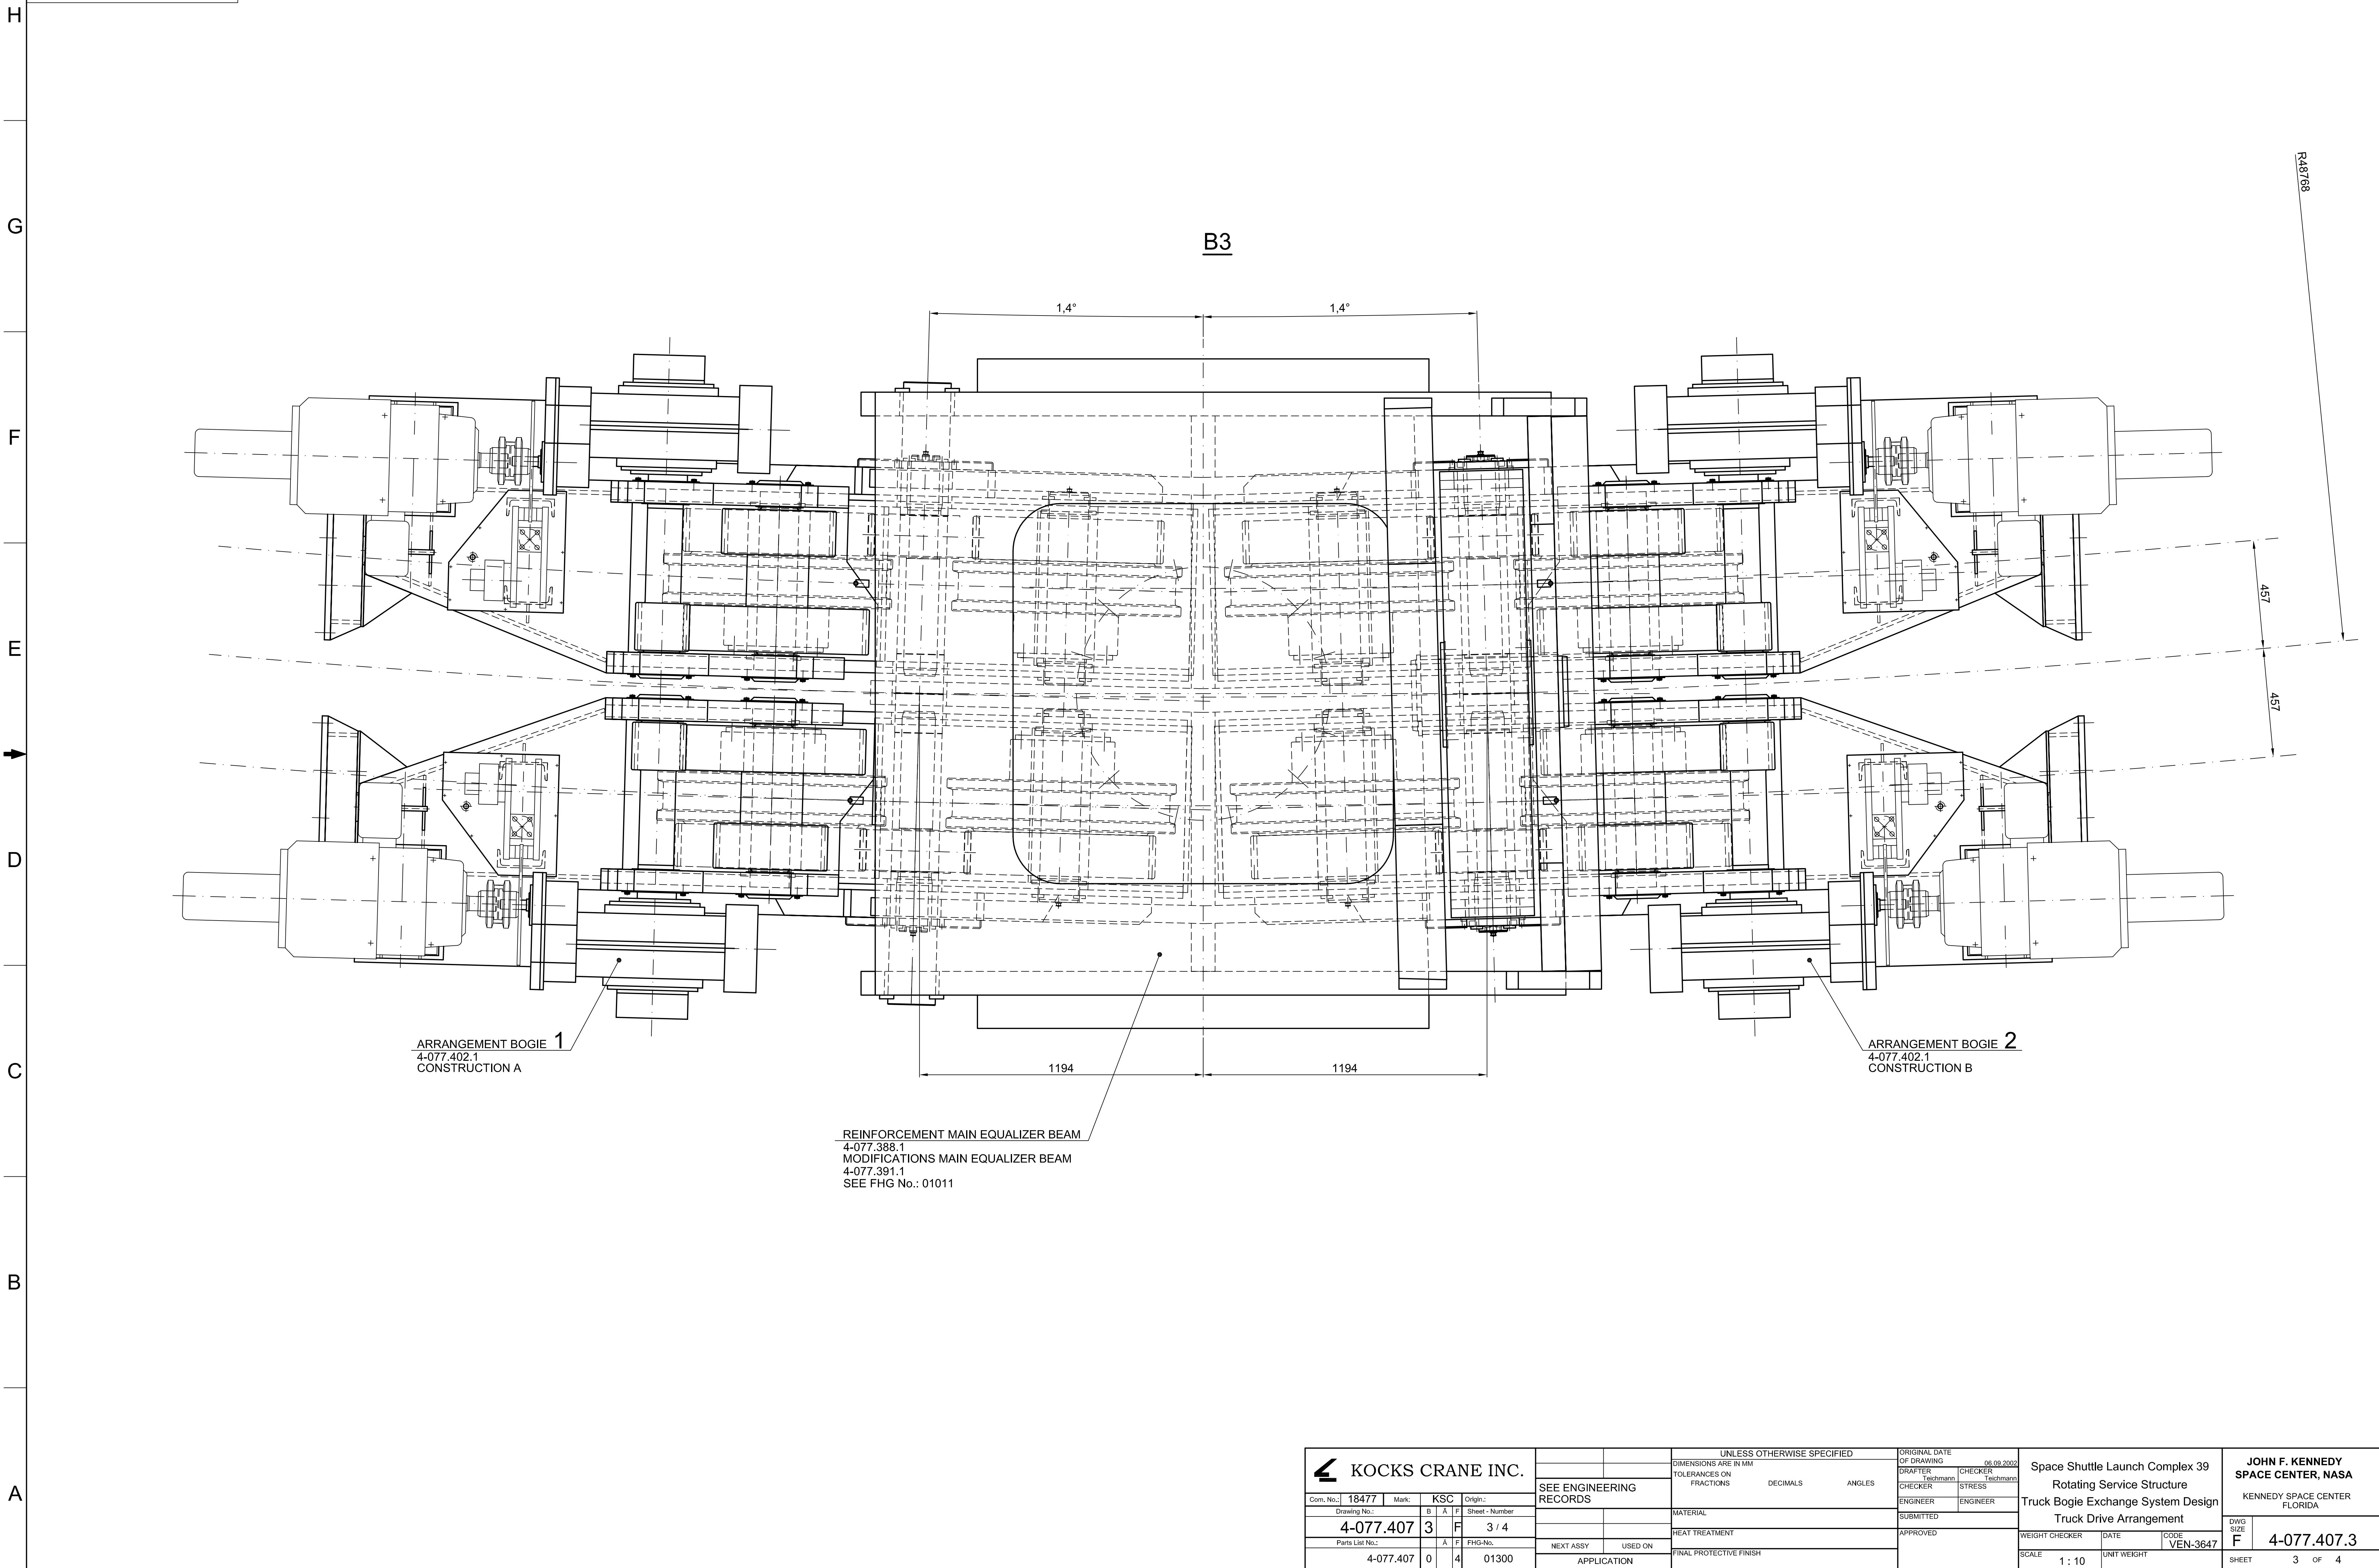 H
G
F
E
D
C
B
A
B3
R48768
1,4°
1,4°
457
457
1194
1194
ARRANGEMENT BOGIE 1
4-077.402.1
CONSTRUCTION A
ARRANGEMENT BOGIE 2
4-077.402.1
CONSTRUCTION B
REINFORCEMENT MAIN EQUALIZER BEAM
4-077.388.1
MODIFICATIONS MAIN EQUALIZER BEAM
4-077.391.1
SEE FHG No.: 01011
KOCKS CRANE INC.
Com. No.: 18477 Mark: KSC Origin.:
Drawing No.: B Ä F Sheet - Number
4-077.407 3 F 3 / 4
Parts List No.: Ä F FHG-No.
4-077.407 0 4 01300
SEE ENGINEERING
RECORDS
NEXT ASSY USED ON
APPLICATION
UNLESS OTHERWISE SPECIFIED
DIMENSIONS ARE IN MM
TOLERANCES ON
FRACTIONS DECIMALS ANGLES
MATERIAL
HEAT TREATMENT
FINAL PROTECTIVE FINISH
ORIGINAL DATE
OF DRAWING 06.09.2002
DRAFTER CHECKER
Teichmann Teichmann
CHECKER STRESS
ENGINEER ENGINEER
SUBMITTED
APPROVED
Space Shuttle Launch Complex 39
Rotating Service Structure
Truck Bogie Exchange System Design
Truck Drive Arrangement
WEIGHT CHECKER DATE CODE
VEN-3647
SCALE 1 : 10 UNIT WEIGHT
JOHN F. KENNEDY
SPACE CENTER, NASA
KENNEDY SPACE CENTER
FLORIDA
DWG
SIZE
F 4-077.407.3
SHEET 3 OF 4